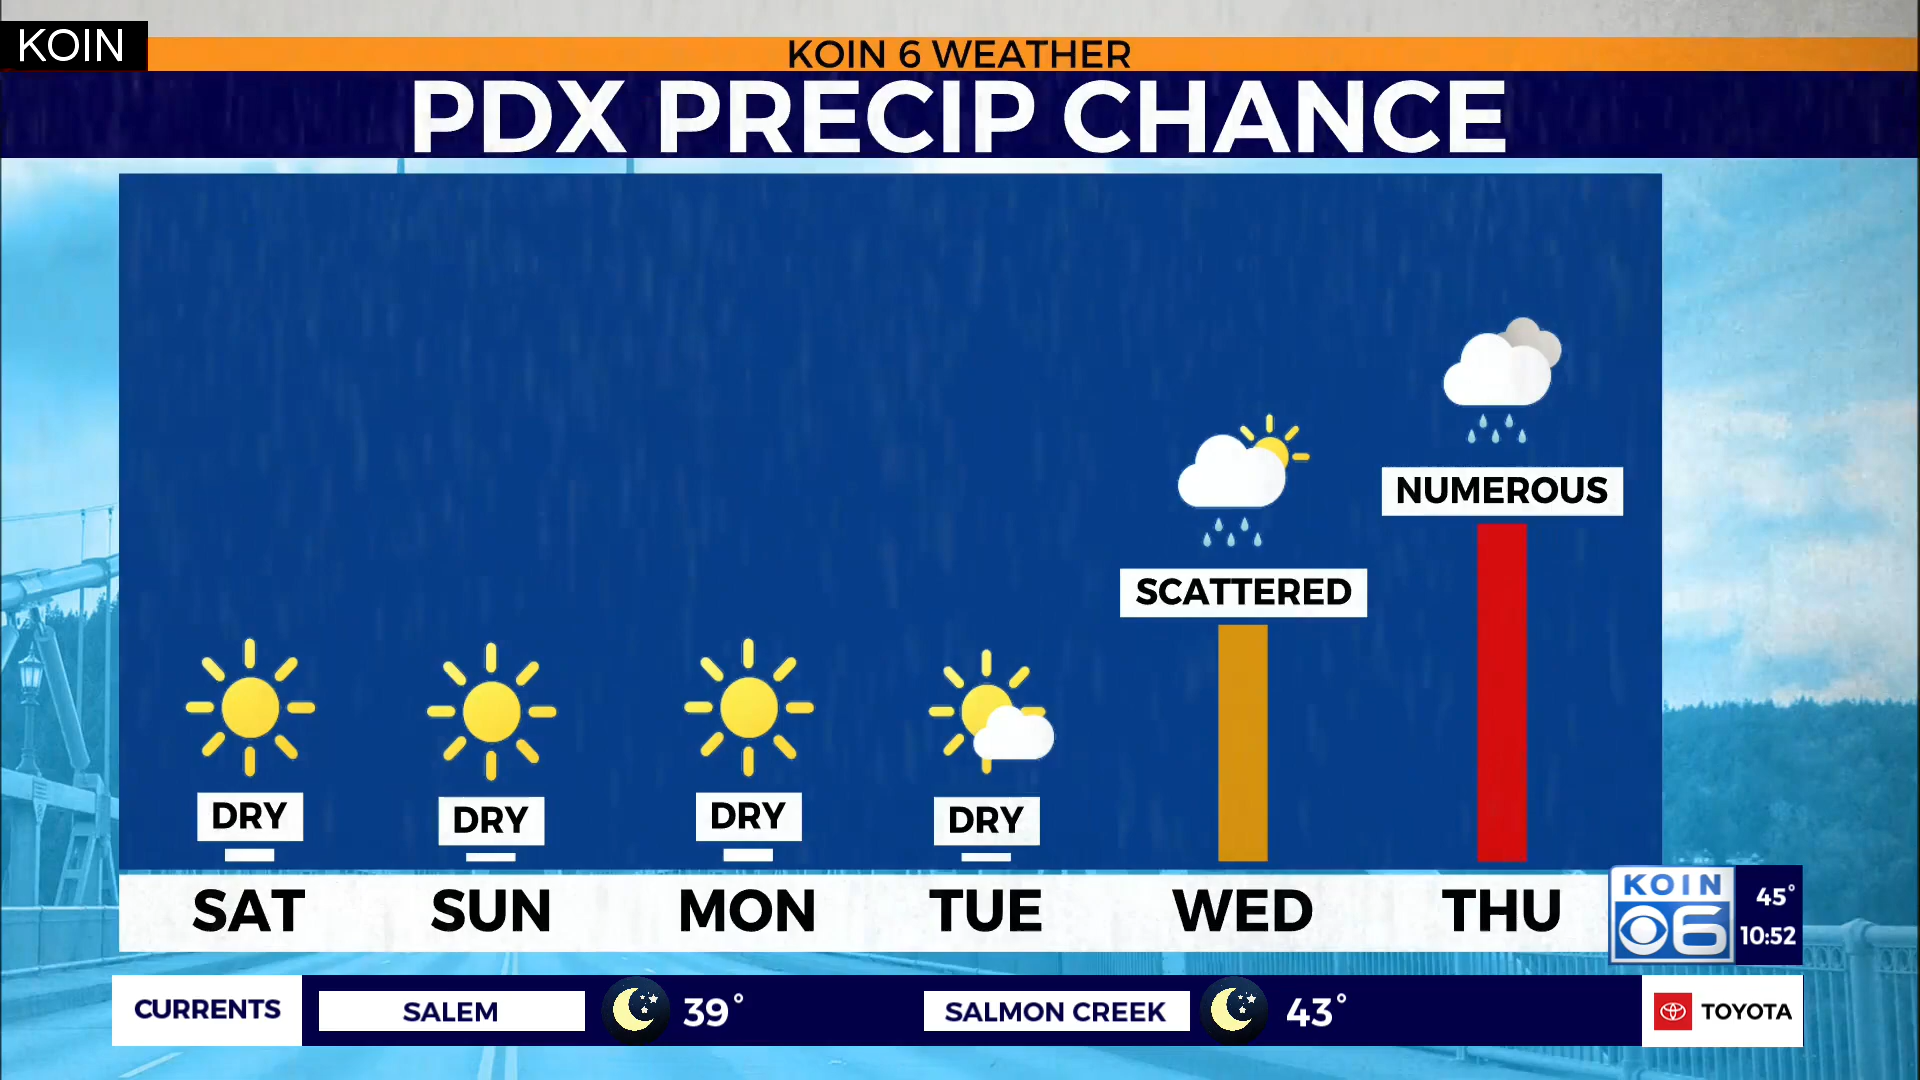 KOIN
KOIN 6 WEATHER
PDX PRECIP CHANCE
NUMEROUS
SCATTERED
DRY
DRY
DRY
DRY
SAT
SUN
MON
TUE
WED
THU
KOIN
6
45°
10:52
CURRENTS
SALEM
39°
SALMON CREEK
43°
TOYOTA